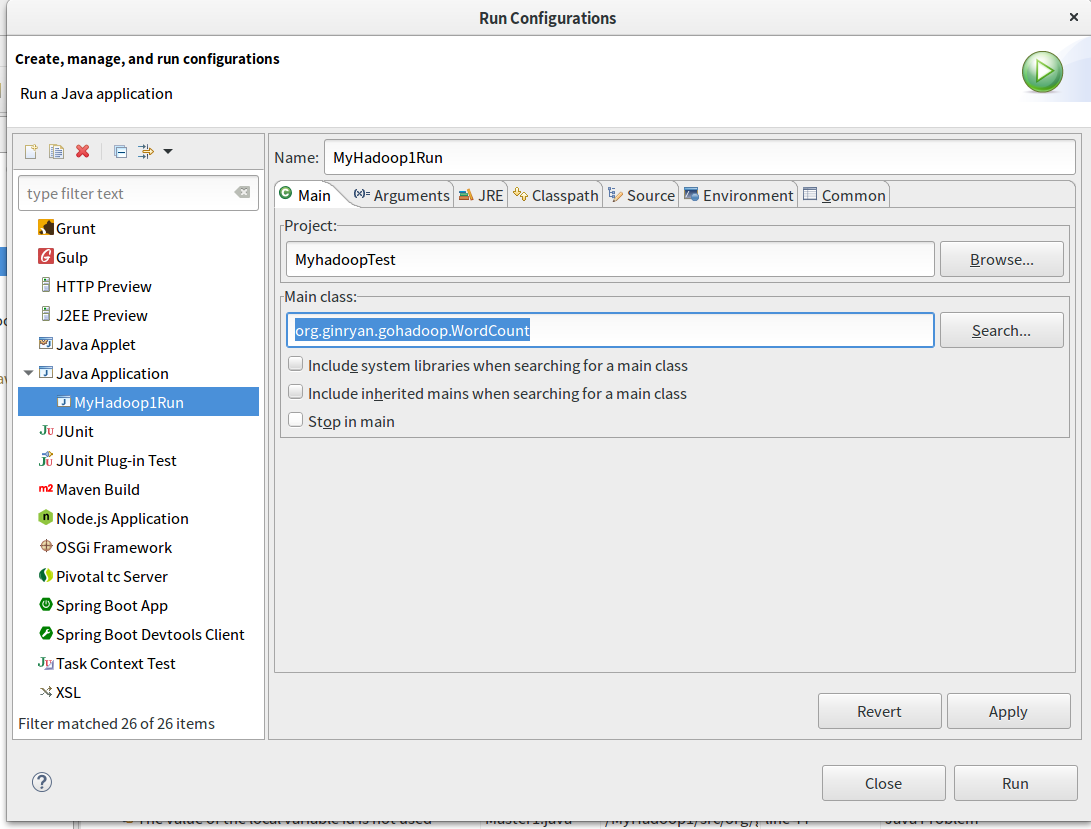 Run Configurations
Create, manage, and run configurations
Run a Java application
type filter text
Grunt
Gulp
HTTP Preview
J2EE Preview
Java Applet
Java Application
MyHadoop1Run
JUnit
JUnit Plug-in Test
Maven Build
Node.js Application
OSGi Framework
Pivotal tc Server
Spring Boot App
Spring Boot Devtools Client
Task Context Test
XSL
Filter matched 26 of 26 items
Name: MyHadoop1Run
Main Arguments JRE Classpath Source Environment Common
Project:
MyhadoopTest Browse...
Main class:
org.ginryan.gohadoop.WordCount Search...
Include system libraries when searching for a main class
Include inherited mains when searching for a main class
Stop in main
Revert Apply
Close Run